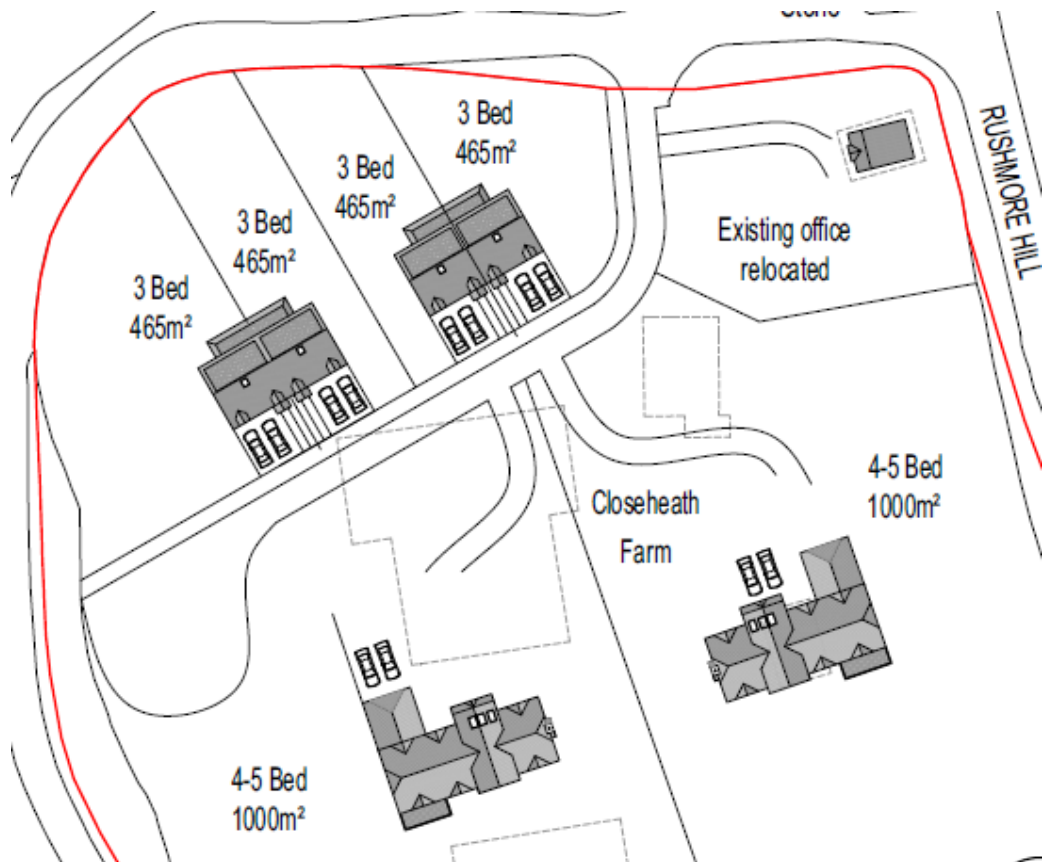 3 Bed
465m²
3 Bed
465m²
3 Bed
465m²
3 Bed
465m²
RUSHMORE HILL
Existing office
relocated
4-5 Bed
1000m²
Closeheath
Farm
4-5 Bed
1000m²